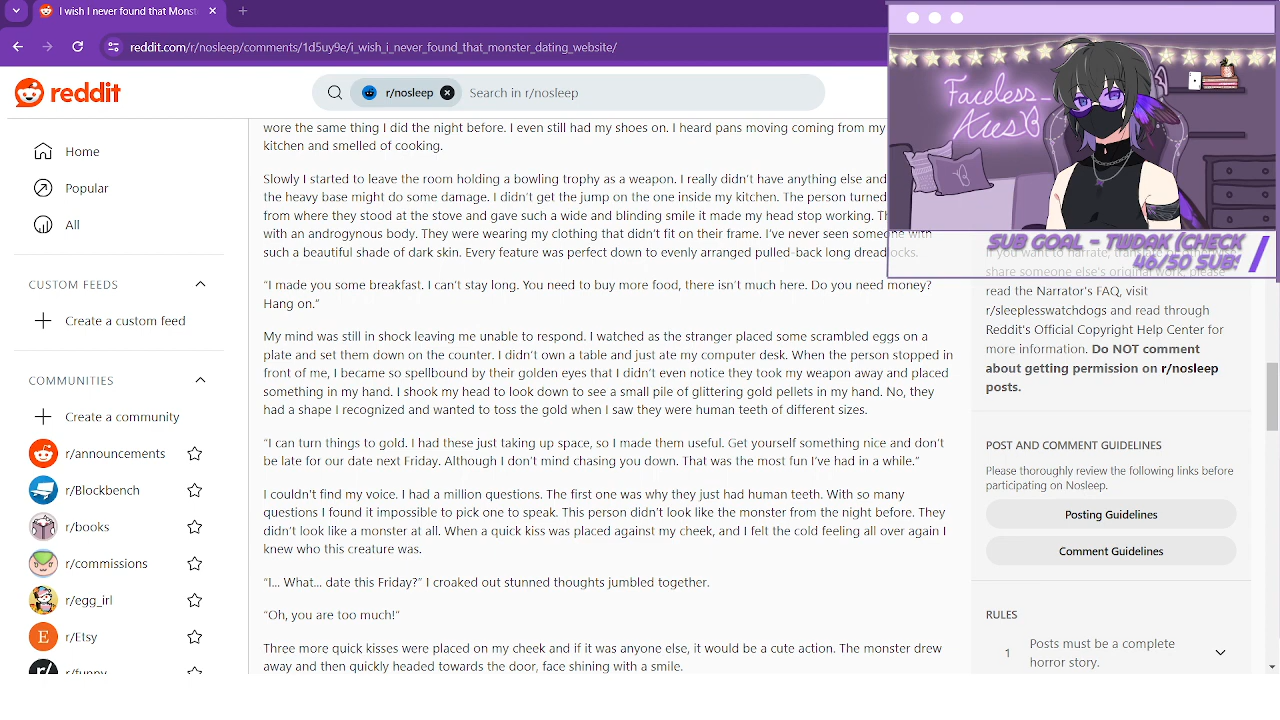 I wish I never found that Monst
reddit.com/r/nosleep/comments/1d5uy9e/i_wish_i_never_found_that_monster_dating_website/
reddit
r/nosleep
Search in r/nosleep
Home
Popular
All
CUSTOM FEEDS
Create a custom feed
COMMUNITIES
Create a community
r/announcements
r/Blockbench
r/books
r/commissions
r/egg_irl
r/Etsy
r/funny
wore the same thing I did the night before. I even still had my shoes on. I heard pans moving coming from my
kitchen and smelled of cooking.
Slowly I started to leave the room holding a bowling trophy as a weapon. I really didn't have anything else and
the heavy base might do some damage. I didn't get the jump on the one inside my kitchen. The person turned
from where they stood at the stove and gave such a wide and blinding smile it made my head stop working.
with an androgynous body. They were wearing my clothing that didn't fit on their frame. I've never seen someone with
such a beautiful shade of dark skin. Every facture was perfect down to evenly arranged pulled-back long dreadlocks.
“I made you some breakfast. I can't stay long. You need to buy more food, there isn't much here. Do you need money?
Hang on.”
My mind was still in shock leaving me unable to respond. I watched as the stranger placed some scrambled eggs on a
plate and set them down on the counter. I didn't own a table and just ate my computer desk. When the person stopped in
front of me, I became so spellbound by their golden eyes that I didn't even notice they took my weapon away and placed
something in my hand. I shook my head to look down to see a small pile of glittering gold pellets in my hand. No, they
had a shape I recognized and wanted to toss the gold when I saw they were human teeth of different sizes.
“I can turn things to gold. I had these just taking up space, so I made them useful. Get yourself something nice and don't
be late for our date next Friday. Although I don't mind chasing you down. That was the most fun I've had in a while.”
I couldn't find my voice. I had a million questions. The first one was why they just had human teeth. With so many
questions I found it impossible to pick one to speak. This person didn't look like the monster from the night before. They
didn't look like a monster at all. When a quick kiss was placed against my cheek, and I felt the cold feeling all over again I
knew who this creature was.
“I... What... date this Friday?” I croaked out stunned thoughts jumbled together.
“Oh, you are too much!”
Three more quick kisses were placed on my cheek and if it was anyone else, it would be a cute action. The monster drew
away and then quickly headed towards the door, face shining with a smile.
Faceless_
SUB GOAL - TWDAK (CHECK
46/50 SUB!
If you want to narrate,
share someone else's original work, please
read the Narrator's FAQ, visit
r/sleeplesswatchdogs and read through
Reddit's Official Copyright Help Center for
more information. Do NOT comment
about getting permission on r/nosleep
posts.
POST AND COMMENT GUIDELINES
Please thoroughly review the following links before
participating on Nosleep.
Posting Guidelines
Comment Guidelines
RULES
1
Posts must be a complete
horror story.